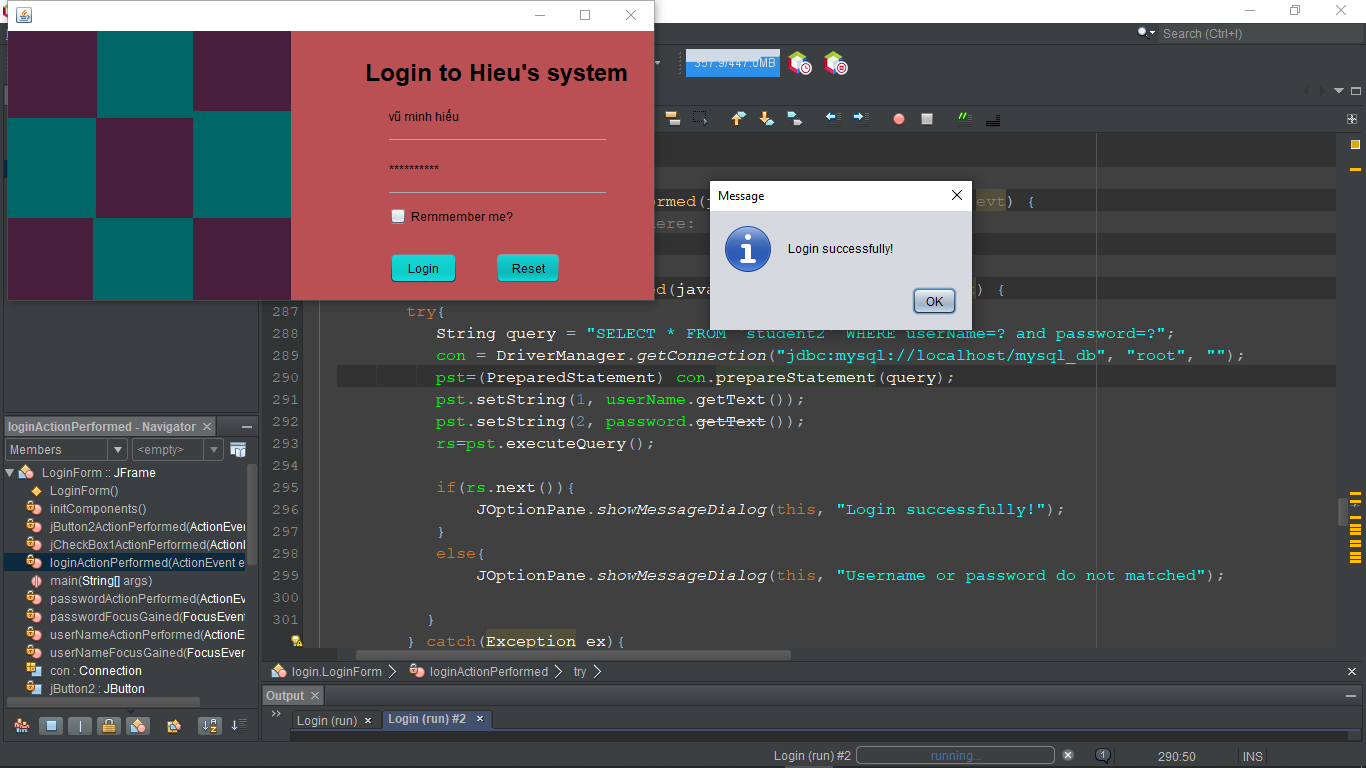 Search (Ctrl+I)
357.9/447.0MB
Login to Hieu's system
vũ minh hiếu
**********
Remmember me?
Login
Reset
Message
Login successfully!
OK
evt) {
ere:
) {
287 try{
288 String query = "SELECT * FROM `student2` WHERE userName=? and password=?";
289 con = DriverManager.getConnection("jdbc:mysql://localhost/mysql_db", "root", "");
290 pst=(PreparedStatement) con.prepareStatement(query);
291 pst.setString(1, userName.getText());
292 pst.setString(2, password.getText());
293 rs=pst.executeQuery();
294
295 if(rs.next()){
296 JOptionPane.showMessageDialog(this, "Login successfully!");
297 }
298 else{
299 JOptionPane.showMessageDialog(this, "Username or password do not matched");
300
301 }
} catch(Exception ex){
loginActionPerformed - Navigator
Members
<empty>
LoginForm :: JFrame
LoginForm()
initComponents()
jButton2ActionPerformed(ActionEver
jCheckBox1ActionPerformed(Action
loginActionPerformed(ActionEvent e
main(String[] args)
passwordActionPerformed(ActionEv
passwordFocusGained(FocusEvent
userNameActionPerformed(ActionE
userNameFocusGained(FocusEver
con : Connection
jButton2 : JButton
login.LoginForm
loginActionPerformed
try
Output
Login (run)
Login (run) #2
Login (run) #2
running...
1
290:50
INS